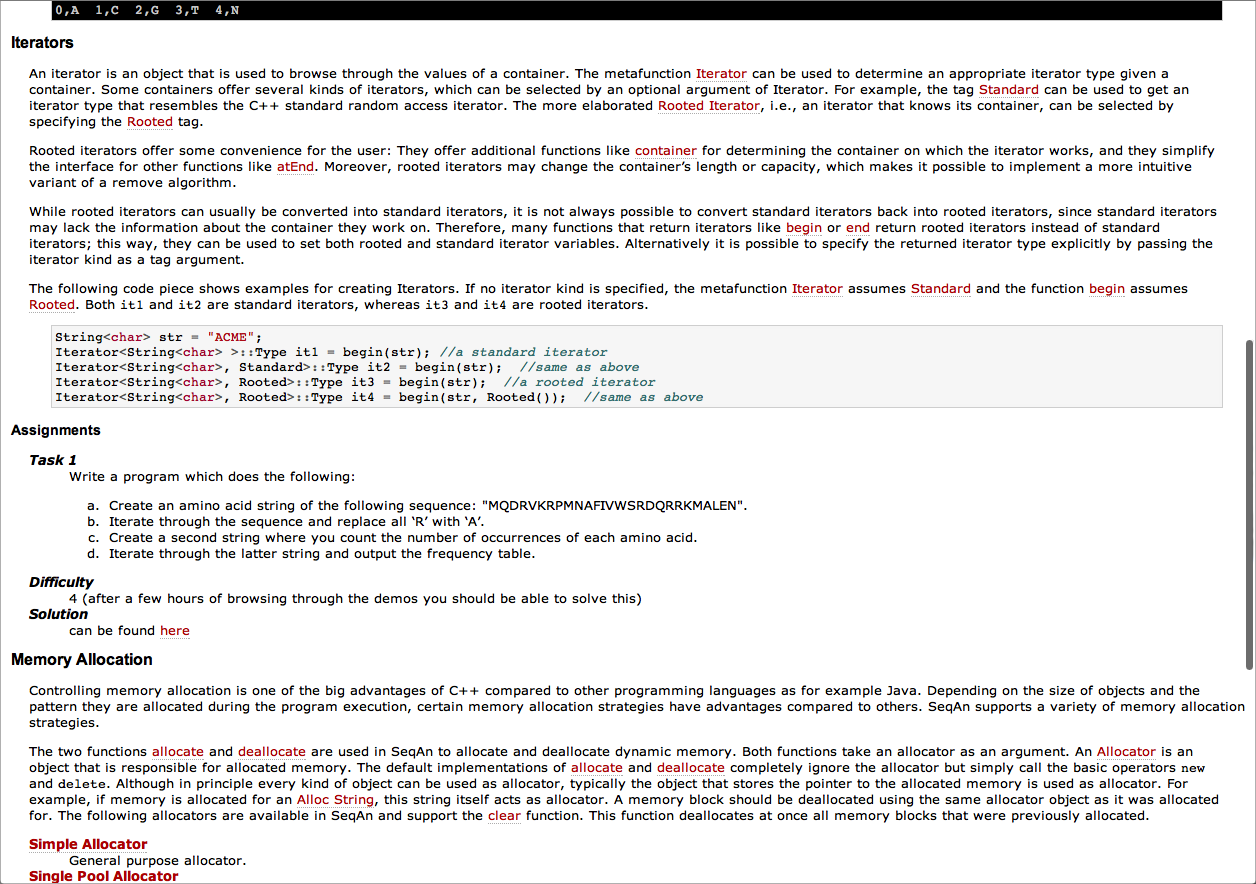 0,A  1,C  2,G  3,T  4,N
Iterators
An iterator is an object that is used to browse through the values of a container. The metafunction Iterator can be used to determine an appropriate iterator type given a
container. Some containers offer several kinds of iterators, which can be selected by an optional argument of Iterator. For example, the tag Standard can be used to get an
iterator type that resembles the C++ standard random access iterator. The more elaborated Rooted Iterator, i.e., an iterator that knows its container, can be selected by
specifying the Rooted tag.
Rooted iterators offer some convenience for the user: They offer additional functions like container for determining the container on which the iterator works, and they simplify
the interface for other functions like atEnd. Moreover, rooted iterators may change the container’s length or capacity, which makes it possible to implement a more intuitive
variant of a remove algorithm.
While rooted iterators can usually be converted into standard iterators, it is not always possible to convert standard iterators back into rooted iterators, since standard iterators
may lack the information about the container they work on. Therefore, many functions that return iterators like begin or end return rooted iterators instead of standard
iterators; this way, they can be used to set both rooted and standard iterator variables. Alternatively it is possible to specify the returned iterator type explicitly by passing the
iterator kind as a tag argument.
The following code piece shows examples for creating Iterators. If no iterator kind is specified, the metafunction Iterator assumes Standard and the function begin assumes
Rooted. Both it1 and it2 are standard iterators, whereas it3 and it4 are rooted iterators.
String<char> str = "ACME";
Iterator<String<char> >::Type it1 = begin(str); //a standard iterator
Iterator<String<char>, Standard>::Type it2 = begin(str);  //same as above
Iterator<String<char>, Rooted>::Type it3 = begin(str);  //a rooted iterator
Iterator<String<char>, Rooted>::Type it4 = begin(str, Rooted());  //same as above
Assignments
Task 1
Write a program which does the following:
a. Create an amino acid string of the following sequence: "MQDRVKRPMNAFIVWSRDQRRKMALEN".
b. Iterate through the sequence and replace all ‘R’ with ‘A’.
c. Create a second string where you count the number of occurrences of each amino acid.
d. Iterate through the latter string and output the frequency table.
Difficulty
4 (after a few hours of browsing through the demos you should be able to solve this)
Solution
can be found here
Memory Allocation
Controlling memory allocation is one of the big advantages of C++ compared to other programming languages as for example Java. Depending on the size of objects and the
pattern they are allocated during the program execution, certain memory allocation strategies have advantages compared to others. SeqAn supports a variety of memory allocation
strategies.
The two functions allocate and deallocate are used in SeqAn to allocate and deallocate dynamic memory. Both functions take an allocator as an argument. An Allocator is an
object that is responsible for allocated memory. The default implementations of allocate and deallocate completely ignore the allocator but simply call the basic operators new
and delete. Although in principle every kind of object can be used as allocator, typically the object that stores the pointer to the allocated memory is used as allocator. For
example, if memory is allocated for an Alloc String, this string itself acts as allocator. A memory block should be deallocated using the same allocator object as it was allocated
for. The following allocators are available in SeqAn and support the clear function. This function deallocates at once all memory blocks that were previously allocated.
Simple Allocator
General purpose allocator.
Single Pool Allocator